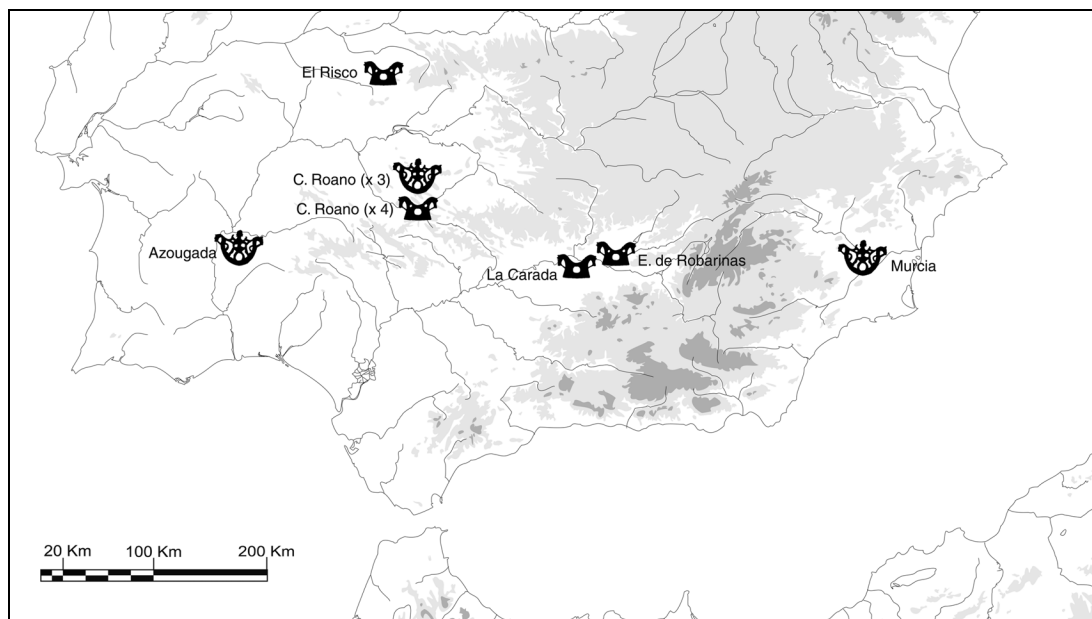 El Risco
C. Roano (x 3)
C. Roano (x 4)
Azougada
La Carada
E. de Robarinas
Murcia
20 Km
100 Km
200 Km